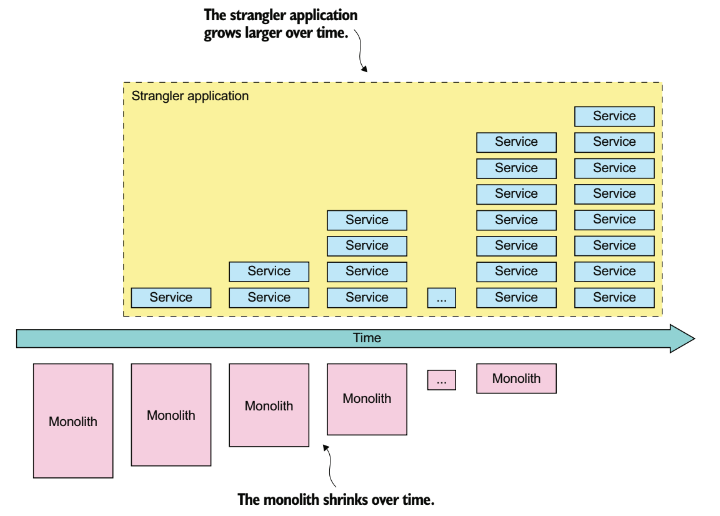 The strangler application
grows larger over time.
Strangler application
Service
Service Service
Service Service
Service Service
Service Service Service
Service Service Service
Service Service Service Service
Service Service Service ... Service Service
Time
Monolith Monolith Monolith Monolith ... Monolith
The monolith shrinks over time.